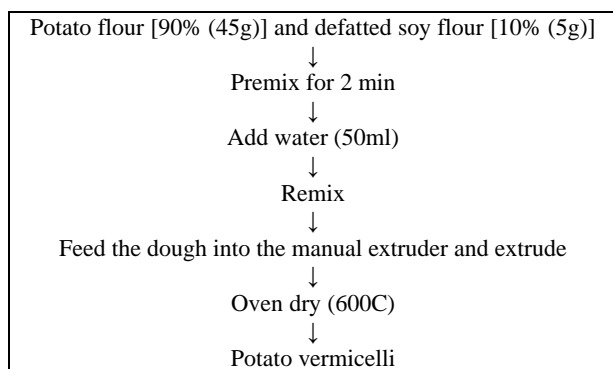 Potato flour [90% (45g)] and defatted soy flour [10% (5g)]
↓
Premix for 2 min
↓
Add water (50ml)
↓
Remix
↓
Feed the dough into the manual extruder and extrude
↓
Oven dry (600C)
↓
Potato vermicelli